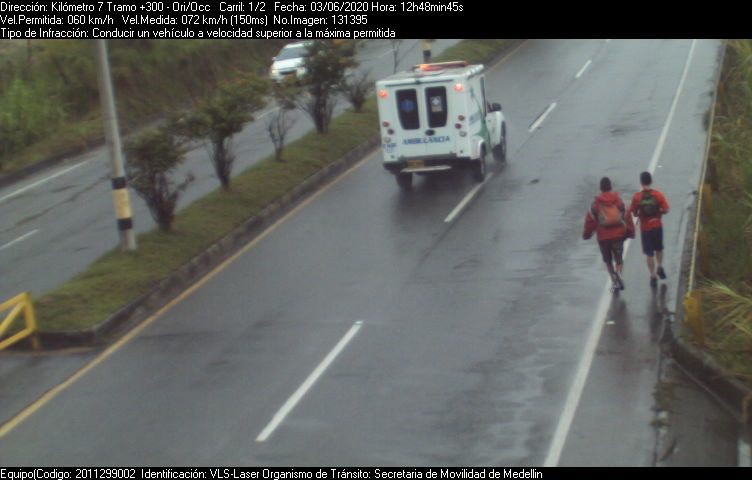 Dirección: Kilómetro 7 Tramo +300 - Ori/Occ   Carril: 1/2   Fecha: 03/06/2020 Hora: 12h48min45s
Vel.Permitida: 060 km/h   Vel.Medida: 072 km/h (150ms)  No.Imagen: 131395
Tipo de Infracción: Conducir un vehículo a velocidad superior a la máxima permitida
AMBULANCIA
Equipo(Codigo: 2011299002  Identificación: VLS-Laser Organismo de Tránsito: Secretaria de Movilidad de Medellin